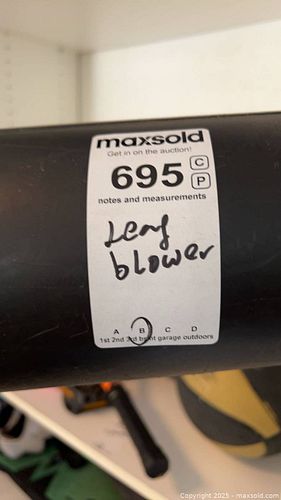 maxsold
Get in on the auction!
695 C
P
notes and measurements
Leaf
blower
A B C D
1st 2nd 3rd bsmt garage outdoors
Copyright 2025 - maxsold.com